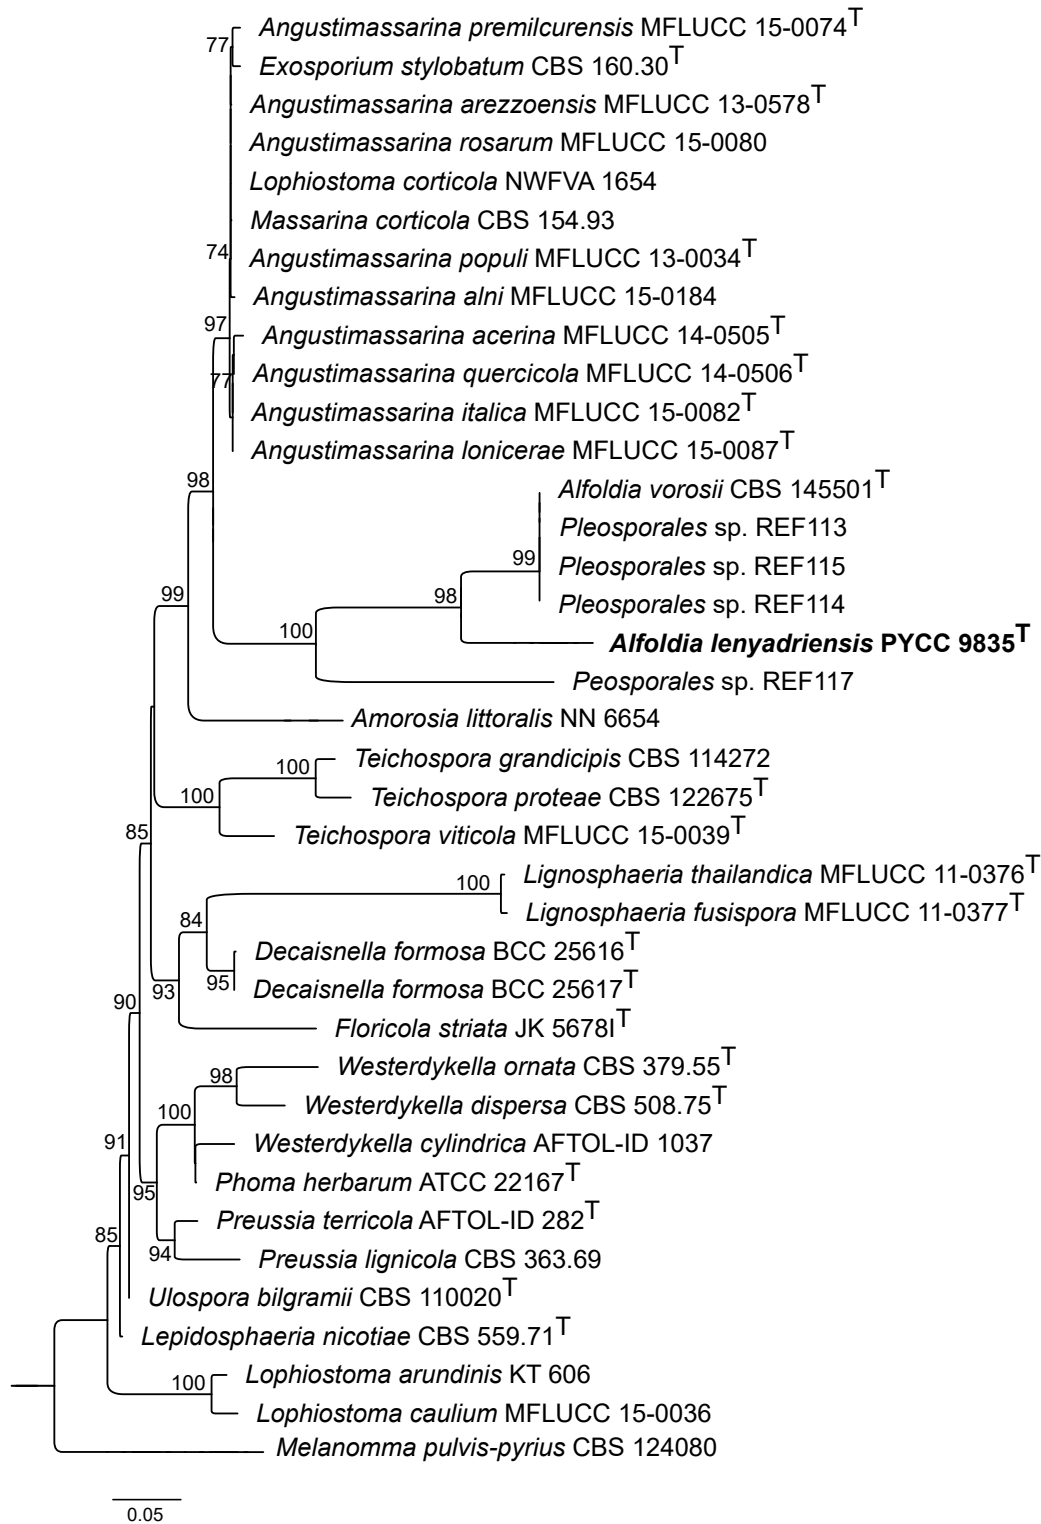 Angustimassarina premilcurensis MFLUCC 15-0074T
77
Exosporium stylobatum CBS 160.30T
Angustimassarina arezzoensis MFLUCC 13-0578T
Angustimassarina rosarum MFLUCC 15-0080
Lophiostoma corticola NWFVA 1654
Massarina corticola CBS 154.93
74
Angustimassarina populi MFLUCC 13-0034T
Angustimassarina alni MFLUCC 15-0184
97
Angustimassarina acerina MFLUCC 14-0505T
77
Angustimassarina quercicola MFLUCC 14-0506T
Angustimassarina italica MFLUCC 15-0082T
Angustimassarina lonicerae MFLUCC 15-0087T
98
Alfoldia vorosii CBS 145501T
Pleosporales sp. REF113
99
Pleosporales sp. REF115
99
98
Pleosporales sp. REF114
100
Alfoldia lenyadriensis PYCC 9835T
Peosporales sp. REF117
Amorosia littoralis NN 6654
100
Teichospora grandicipis CBS 114272
100
Teichospora proteae CBS 122675T
85
Teichospora viticola MFLUCC 15-0039T
100
Lignosphaeria thailandica MFLUCC 11-0376T
84
Lignosphaeria fusispora MFLUCC 11-0377T
Decaisnella formosa BCC 25616T
90
93
95
Decaisnella formosa BCC 25617T
Floricola striata JK 5678IT
98
Westerdykella ornata CBS 379.55T
100
Westerdykella dispersa CBS 508.75T
91
Westerdykella cylindrica AFTOL-ID 1037
95
Phoma herbarum ATCC 22167T
85
Preussia terricola AFTOL-ID 282T
94
Preussia lignicola CBS 363.69
Ulospora bilgramii CBS 110020T
Lepidosphaeria nicotiae CBS 559.71T
100
Lophiostoma arundinis KT 606
Lophiostoma caulium MFLUCC 15-0036
Melanomma pulvis-pyrius CBS 124080
0.05